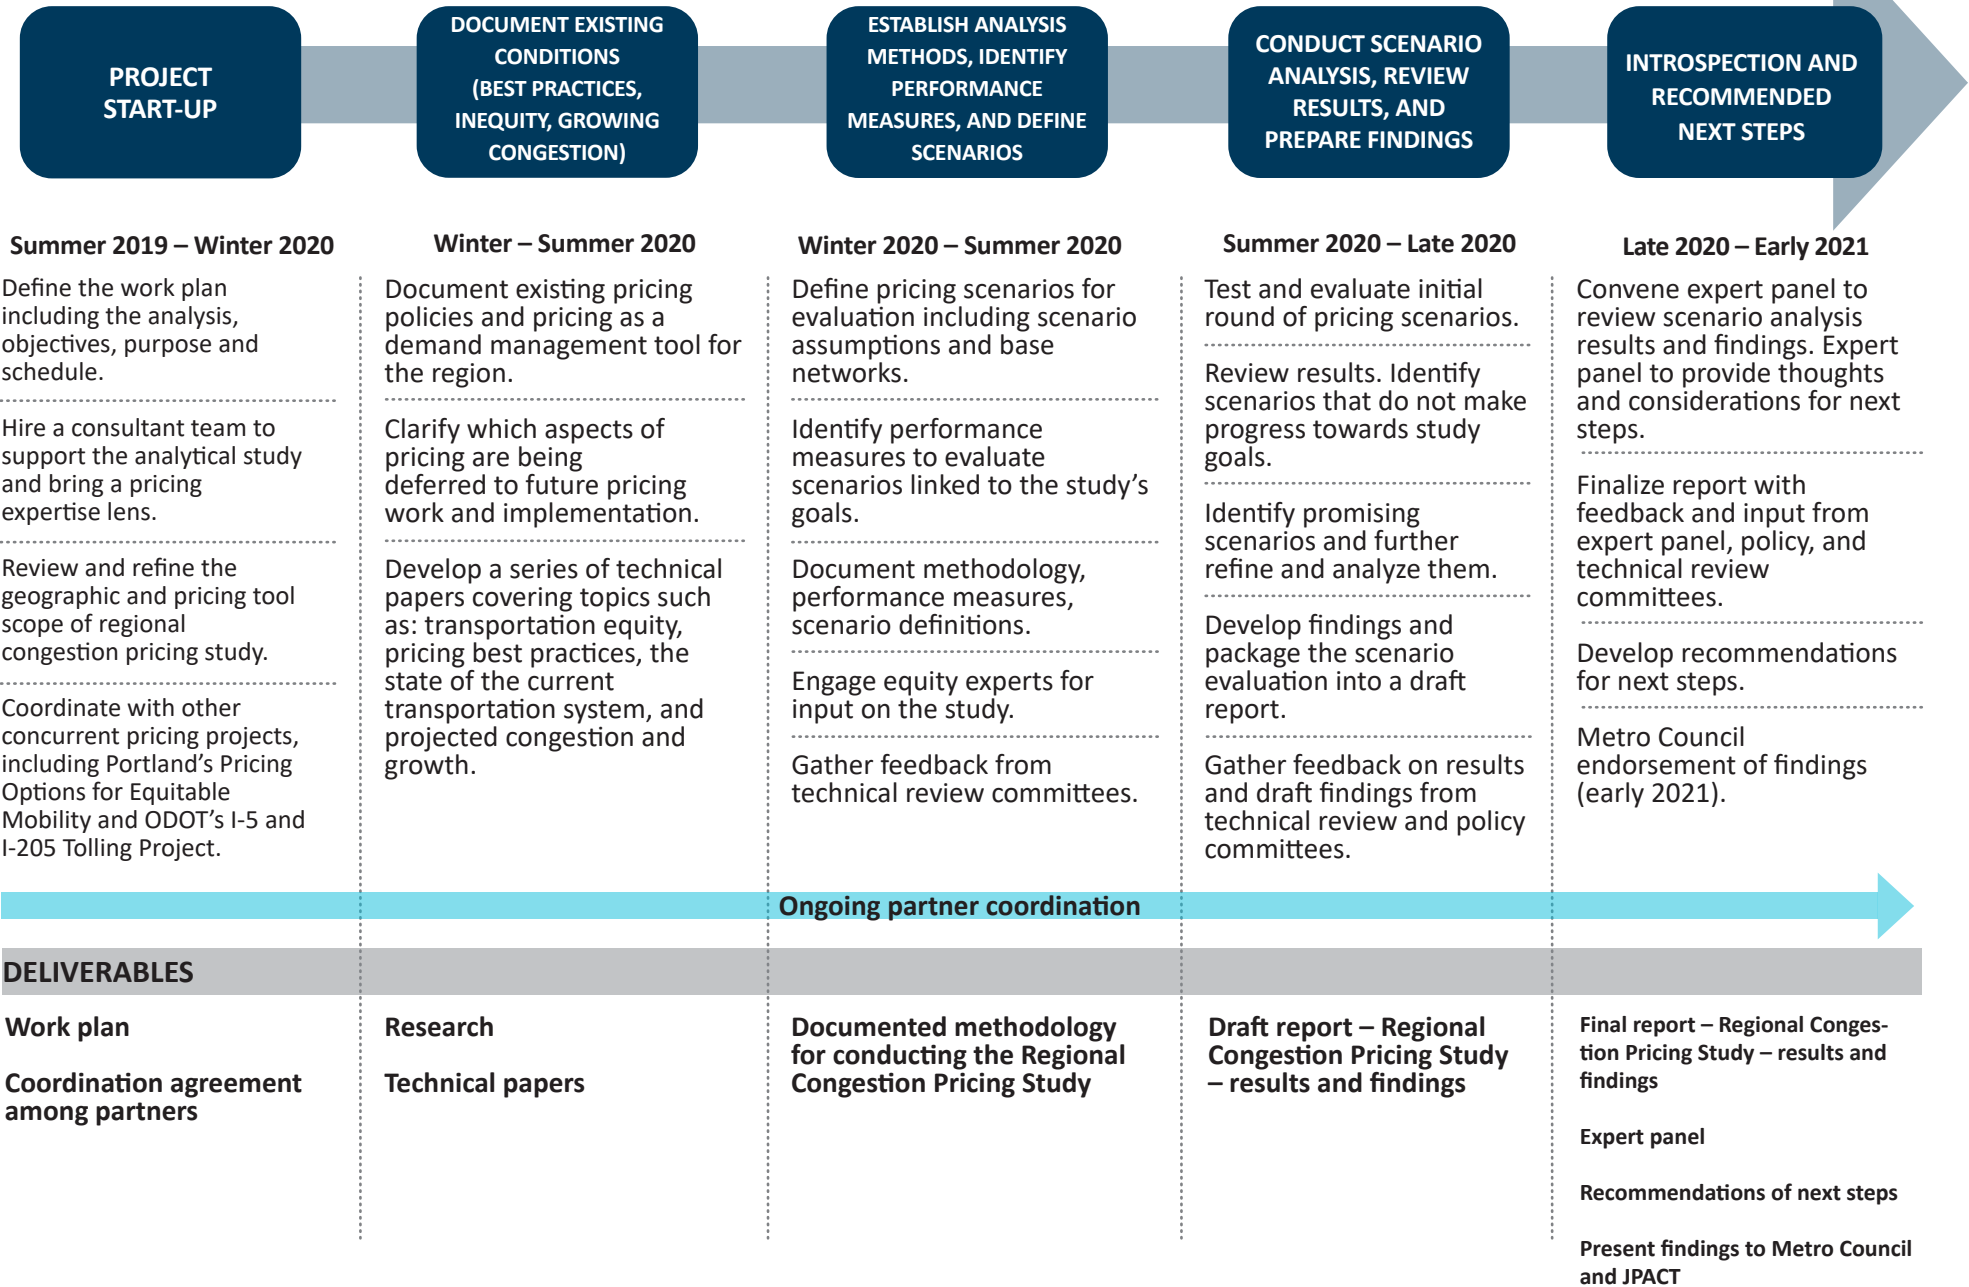 PROJECT
START-UP
DOCUMENT EXISTING
CONDITIONS
(BEST PRACTICES,
INEQUITY, GROWING
CONGESTION)
ESTABLISH ANALYSIS
METHODS, IDENTIFY
PERFORMANCE
MEASURES, AND DEFINE
SCENARIOS
CONDUCT SCENARIO
ANALYSIS, REVIEW
RESULTS, AND
PREPARE FINDINGS
INTROSPECTION AND
RECOMMENDED
NEXT STEPS
Summer 2019 – Winter 2020
Define the work plan
including the analysis,
objectives, purpose and
schedule.
Hire a consultant team to
support the analytical study
and bring a pricing
expertise lens.
Review and refine the
geographic and pricing tool
scope of regional
congestion pricing study.
Coordinate with other
concurrent pricing projects,
including Portland’s Pricing
Options for Equitable
Mobility and ODOT’s I-5 and
I-205 Tolling Project.
Winter – Summer 2020
Document existing pricing
policies and pricing as a
demand management tool for
the region.
Clarify which aspects of
pricing are being
deferred to future pricing
work and implementation.
Develop a series of technical
papers covering topics such
as: transportation equity,
pricing best practices, the
state of the current
transportation system, and
projected congestion and
growth.
Winter 2020 – Summer 2020
Define pricing scenarios for
evaluation including scenario
assumptions and base
networks.
Identify performance
measures to evaluate
scenarios linked to the study’s
goals.
Document methodology,
performance measures,
scenario definitions.
Engage equity experts for
input on the study.
Gather feedback from
technical review committees.
Summer 2020 – Late 2020
Test and evaluate initial
round of pricing scenarios.
Review results. Identify
scenarios that do not make
progress towards study
goals.
Identify promising
scenarios and further
refine and analyze them.
Develop findings and
package the scenario
evaluation into a draft
report.
Gather feedback on results
and draft findings from
technical review and policy
committees.
Late 2020 – Early 2021
Convene expert panel to
review scenario analysis
results and findings. Expert
panel to provide thoughts
and considerations for next
steps.
Finalize report with
feedback and input from
expert panel, policy, and
technical review
committees.
Develop recommendations
for next steps.
Metro Council
endorsement of findings
(early 2021).
Ongoing partner coordination
DELIVERABLES
Work plan
Coordination agreement
among partners
Research
Technical papers
Documented methodology
for conducting the Regional
Congestion Pricing Study
Draft report – Regional
Congestion Pricing Study
– results and findings
Final report – Regional Conges-
tion Pricing Study – results and
findings
Expert panel
Recommendations of next steps
Present findings to Metro Council
and JPACT